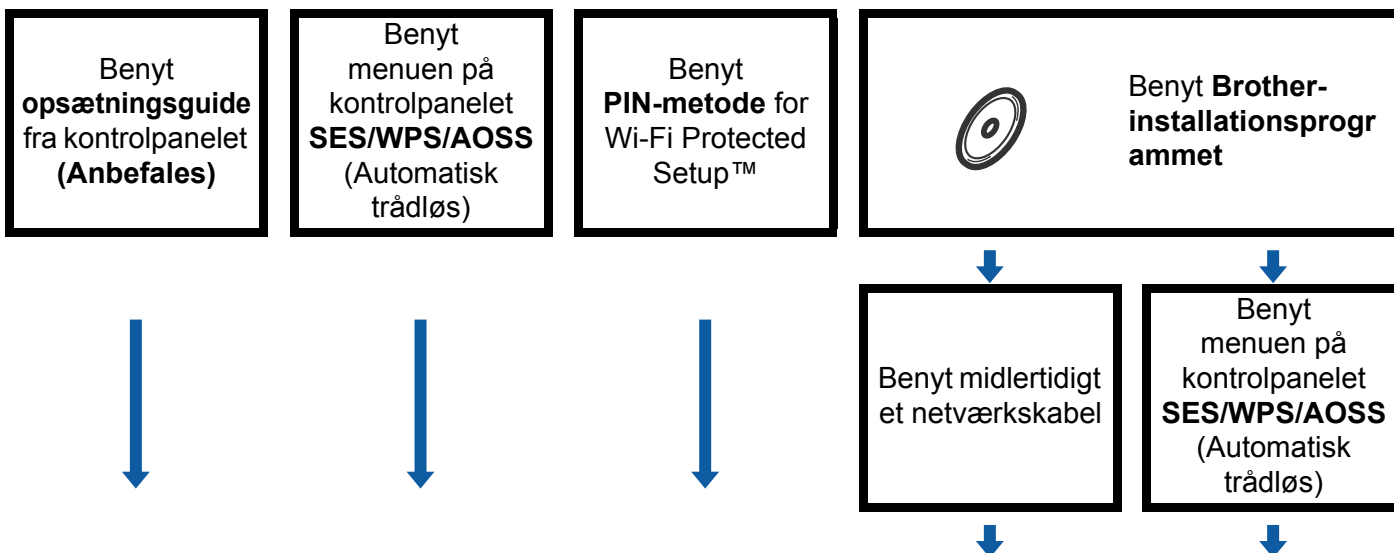 Benyt
opsætningsguide
fra kontrolpanelet
(Anbefales)
Benyt
menuen på
kontrolpanelet
SES/WPS/AOSS
(Automatisk
trådløs)
Benyt
PIN-metode for
Wi-Fi Protected
Setup™
Benyt Brother-
installationsprogr
ammet
Benyt midlertidigt
et netværkskabel
Benyt
menuen på
kontrolpanelet
SES/WPS/AOSS
(Automatisk
trådløs)